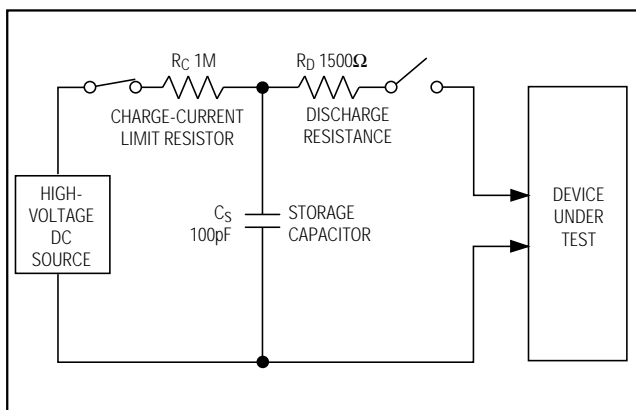 RC 1M
CHARGE-CURRENT
LIMIT RESISTOR
RD 1500Ω
DISCHARGE
RESISTANCE
HIGH-
VOLTAGE
DC
SOURCE
CS
100pF
STORAGE
CAPACITOR
DEVICE
UNDER
TEST